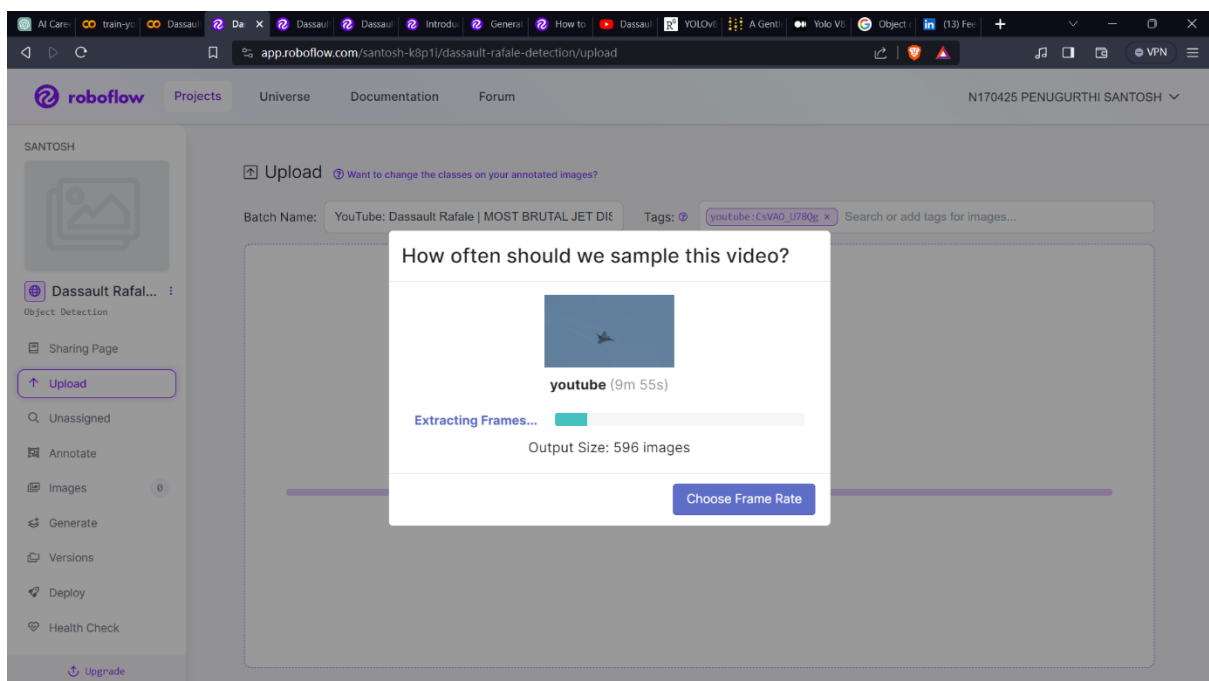 AI Care
train-yo
Dassaul
Da
Dassaul
Dassaul
Introdu
General
How to
Dassaul
YOLOv8
A Gentl
Yolo V8
Object
(13) Fee
app.roboflow.com/santosh-k8p1i/dassault-rafale-detection/upload
VPN
roboflow
Projects
Universe
Documentation
Forum
N170425 PENUGURTHI SANTOSH
SANTOSH
Upload
Want to change the classes on your annotated images?
Batch Name:
YouTube: Dassault Rafale | MOST BRUTAL JET DIS
Tags:
youtube:CsVAO_U78Qg ×
Search or add tags for images...
How often should we sample this video?
youtube (9m 55s)
Extracting Frames...
Output Size: 596 images
Choose Frame Rate
Dassault Rafal...
Object Detection
Sharing Page
Upload
Unassigned
Annotate
Images
0
Generate
Versions
Deploy
Health Check
Upgrade